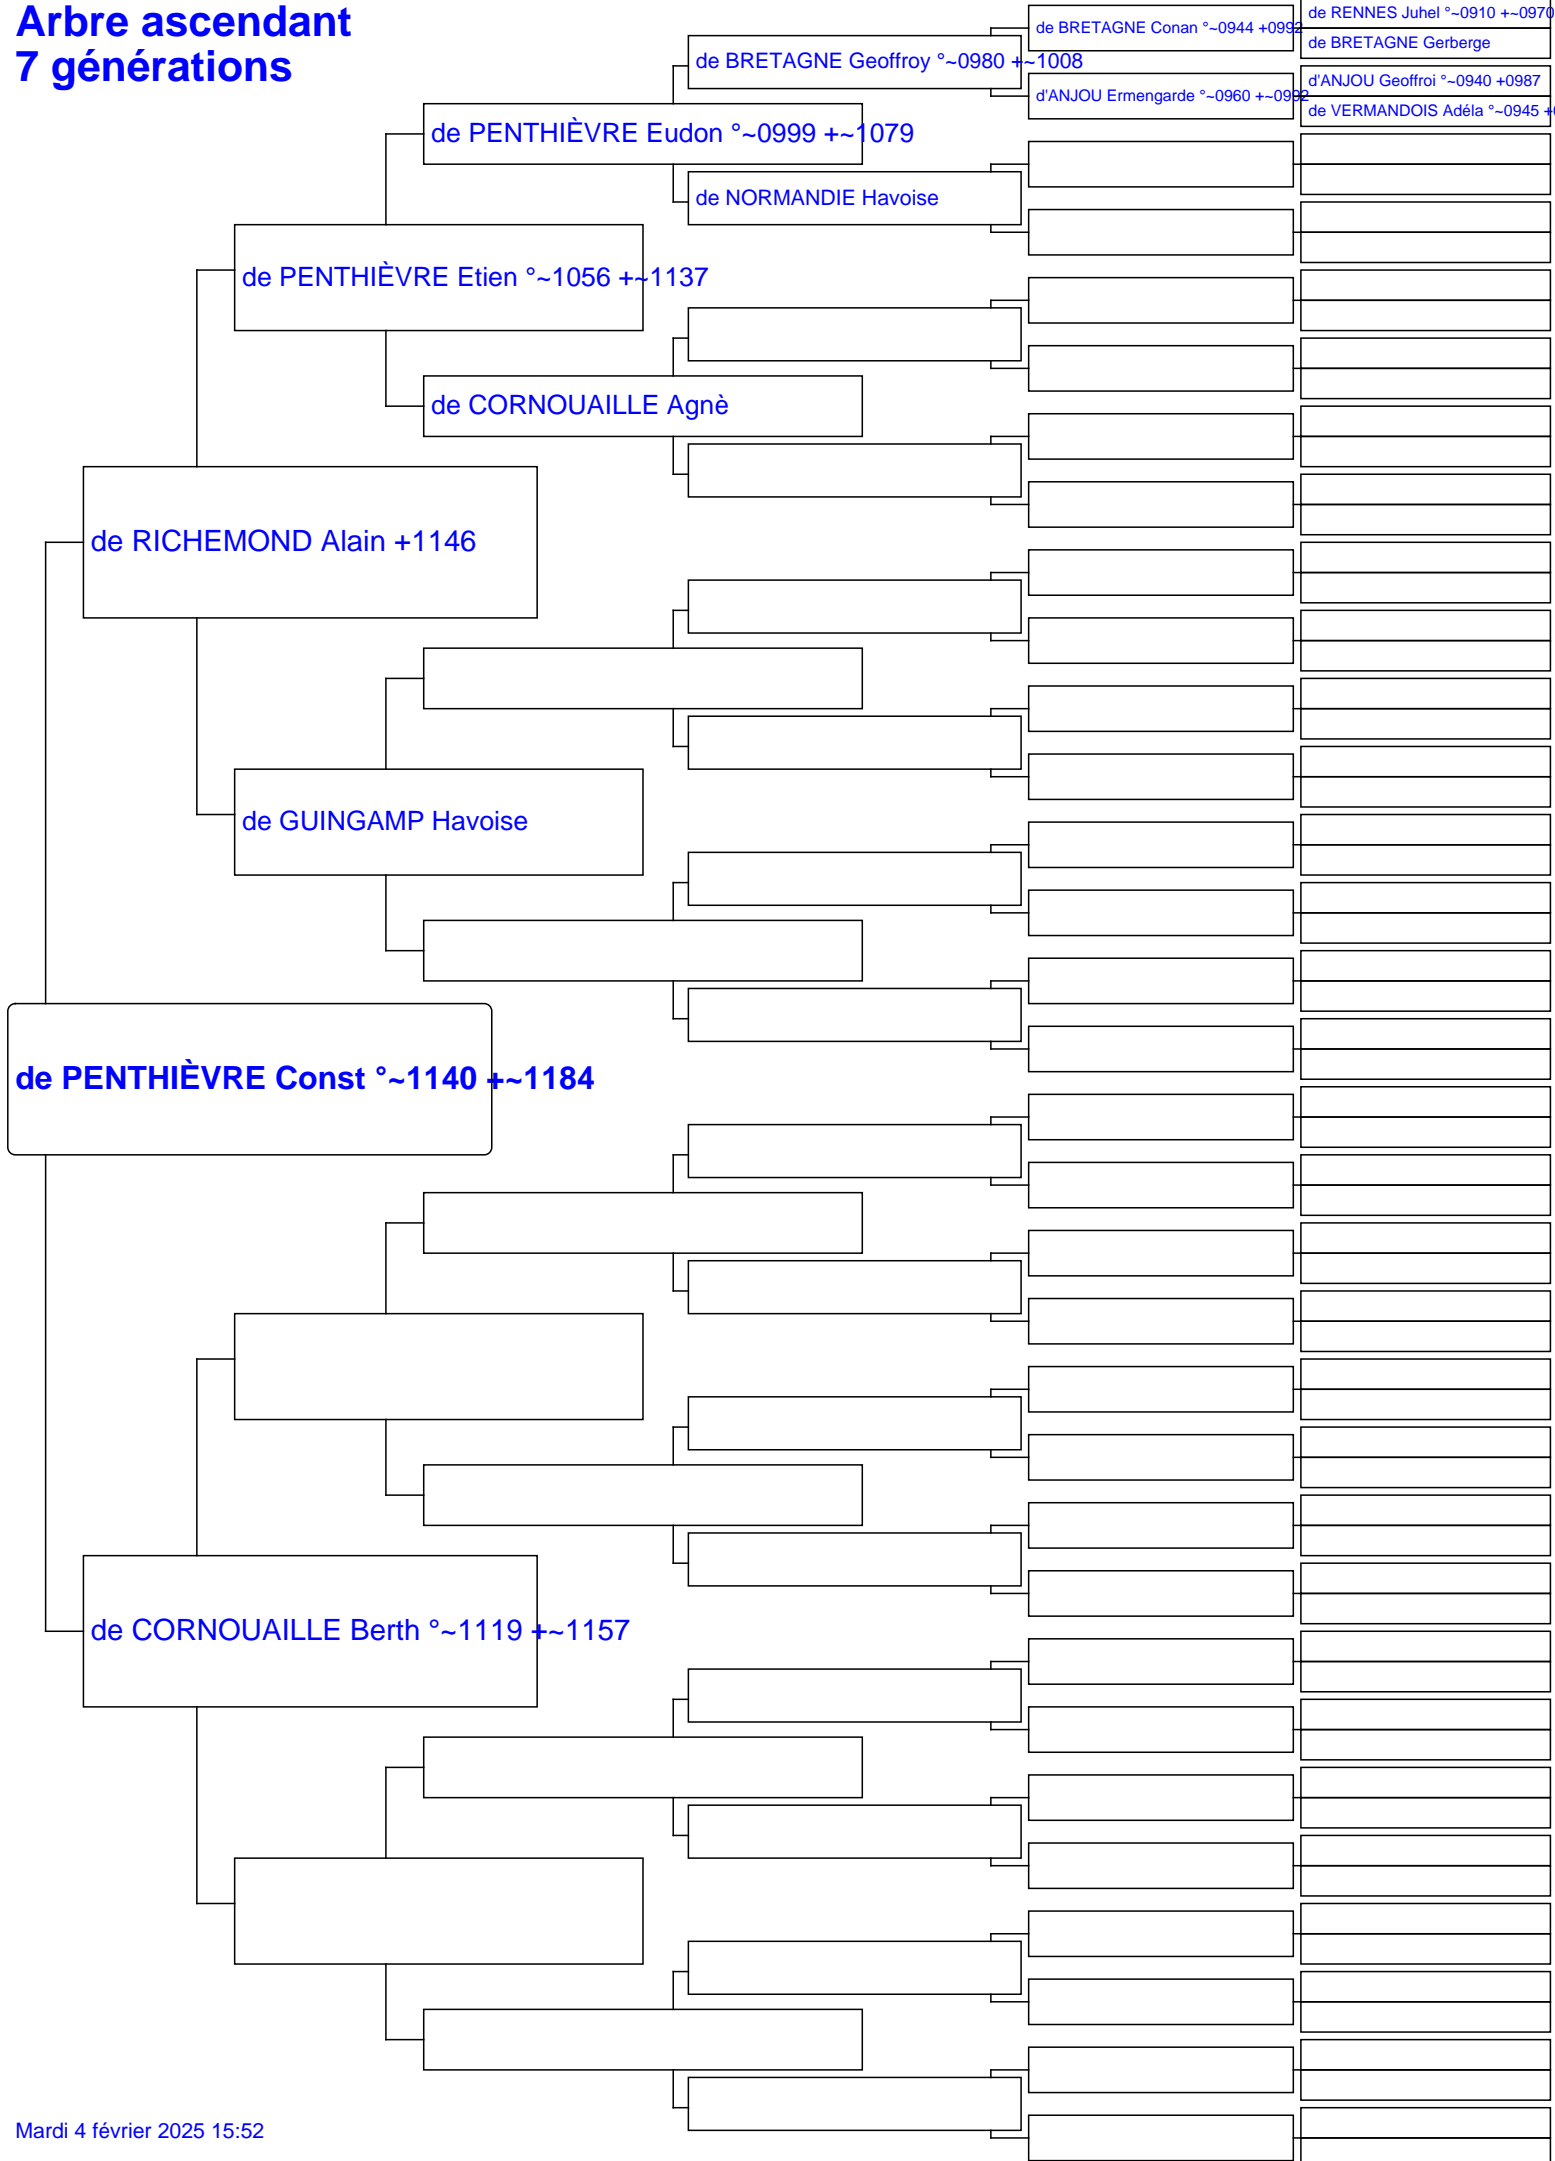 Arbre ascendant
7 générations
de RENNES Juhel °~0910 +~0970
de BRETAGNE Conan °~0944 +0992
de BRETAGNE Gerberge
de BRETAGNE Geoffroy °~0980 +~1008
d'ANJOU Geoffroi °~0940 +0987
d'ANJOU Ermengarde °~0960 +~0992
de VERMANDOIS Adéla °~0945 +
de PENTHIÈVRE Eudon °~0999 +~1079
de NORMANDIE Havoise
de PENTHIÈVRE Etien °~1056 +~1137
de CORNOUAILLE Agnè
de RICHEMOND Alain +1146
de GUINGAMP Havoise
de PENTHIÈVRE Const °~1140 +~1184
de CORNOUAILLE Berth °~1119 +~1157
Mardi 4 février 2025 15:52